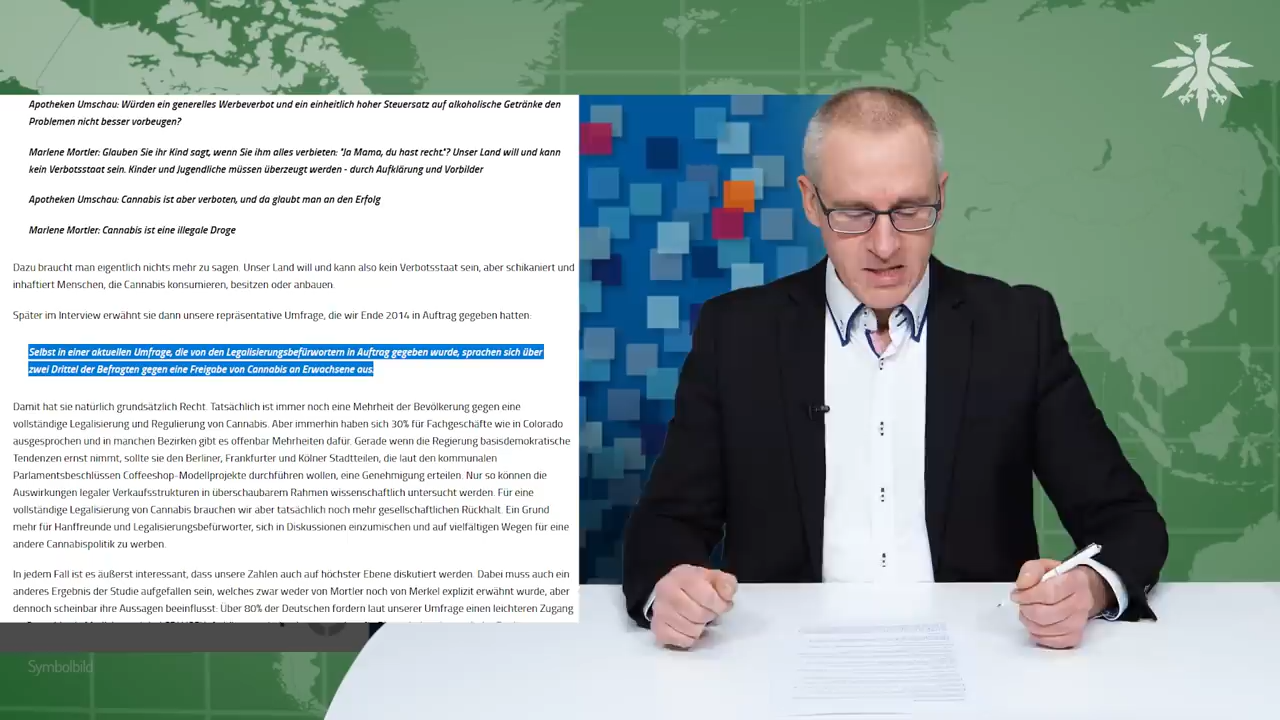 Apotheken Umschau: Würden ein generelles Werbeverbot und ein einheitlich hoher Steuersatz auf alkoholische Getränke den
Problemen nicht besser vorbeugen?
Marlene Mortler: Glauben Sie ihr Kind sagt, wenn Sie ihm alles verbieten: "Ja Mama, du hast recht."? Unser Land will und kann
kein Verbotsstaat sein. Kinder und Jugendliche müssen überzeugt werden - durch Aufklärung und Vorbilder
Apotheken Umschau: Cannabis ist aber verboten, und da glaubt man an den Erfolg
Marlene Mortler: Cannabis ist eine illegale Droge
Dazu braucht man eigentlich nichts mehr zu sagen. Unser Land will und kann also kein Verbotsstaat sein, aber schikaniert und
inhaftiert Menschen, die Cannabis konsumieren, besitzen oder anbauen.
Später im Interview erwähnt sie dann unsere repräsentative Umfrage, die wir Ende 2014 in Auftrag gegeben hatten:
Selbst in einer aktuellen Umfrage, die von den Legalisierungsbefürwortern in Auftrag gegeben wurde, sprachen sich über
zwei Drittel der Befragten gegen eine Freigabe von Cannabis an Erwachsene aus.
Damit hat sie natürlich grundsätzlich Recht. Tatsächlich ist immer noch eine Mehrheit der Bevölkerung gegen eine
vollständige Legalisierung und Regulierung von Cannabis. Aber immerhin haben sich 30% für Fachgeschäfte wie in Colorado
ausgesprochen und in manchen Bezirken gibt es offenbar Mehrheiten dafür. Gerade wenn die Regierung basisdemokratische
Tendenzen ernst nimmt, sollte sie den Berliner, Frankfurter und Kölner Stadtteilen, die laut den kommunalen
Parlamentsbeschlüssen Coffeeshop-Modellprojekte durchführen wollen, eine Genehmigung erteilen. Nur so können die
Auswirkungen legaler Verkaufsstrukturen in überschaubarem Rahmen wissenschaftlich untersucht werden. Für eine
vollständige Legalisierung von Cannabis brauchen wir aber tatsächlich noch mehr gesellschaftlichen Rückhalt. Ein Grund
mehr für Hanffreunde und Legalisierungsbefürworter, sich in Diskussionen einzumischen und auf vielfältigen Wegen für eine
andere Cannabispolitik zu werben.
In jedem Fall ist es äußerst interessant, dass unsere Zahlen auch auf höchster Ebene diskutiert werden. Dabei muss auch ein
anderes Ergebnis der Studie aufgefallen sein, welches zwar weder von Mortler noch von Merkel explizit erwähnt wurde, aber
dennoch scheinbar ihre Aussagen beeinflusst: Über 80% der Deutschen fordern laut unserer Umfrage einen leichteren Zugang
Symbolbild